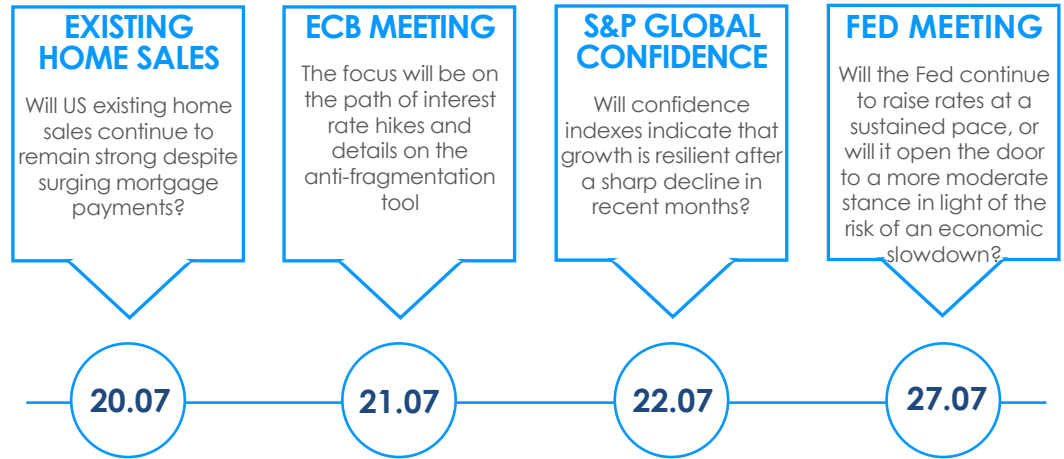 EXISTING
HOME SALES
Will US existing home
sales continue to
remain strong despite
surging mortgage
payments?
20.07
ECB MEETING
The focus will be on
the path of interest
rate hikes and
details on the
anti-fragmentation
tool
21.07
S&P GLOBAL
CONFIDENCE
Will confidence
indexes indicate that
growth is resilient after
a sharp decline in
recent months?
22.07
FED MEETING
Will the Fed continue
to raise rates at a
sustained pace, or
will it open the door
to a more moderate
stance in light of the
risk of an economic
slowdown?
27.07